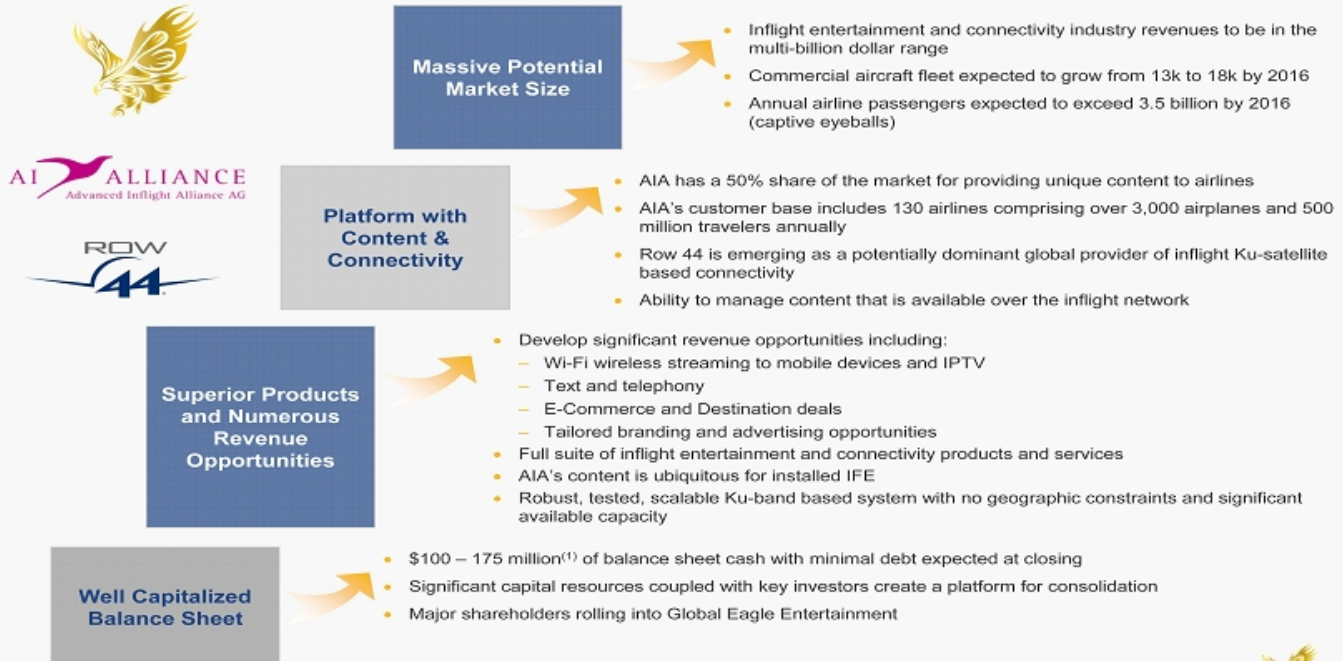 Massive Potential
Market Size
• Inflight entertainment and connectivity industry revenues to be in the
multi-billion dollar range
• Commercial aircraft fleet expected to grow from 13k to 18k by 2016
• Annual airline passengers expected to exceed 3.5 billion by 2016
(captive eyeballs)
AI ALLIANCE
Advanced Inflight Alliance AG
ROW
44
Platform with
Content &
Connectivity
• AIA has a 50% share of the market for providing unique content to airlines
• AIA's customer base includes 130 airlines comprising over 3,000 airplanes and 500
million travelers annually
• Row 44 is emerging as a potentially dominant global provider of inflight Ku-satellite
based connectivity
• Ability to manage content that is available over the inflight network
Superior Products
and Numerous
Revenue
Opportunities
• Develop significant revenue opportunities including:
– Wi-Fi wireless streaming to mobile devices and IPTV
– Text and telephony
– E-Commerce and Destination deals
– Tailored branding and advertising opportunities
• Full suite of inflight entertainment and connectivity products and services
• AIA's content is ubiquitous for installed IFE
• Robust, tested, scalable Ku-band based system with no geographic constraints and significant
available capacity
Well Capitalized
Balance Sheet
• $100 – 175 million(1) of balance sheet cash with minimal debt expected at closing
• Significant capital resources coupled with key investors create a platform for consolidation
• Major shareholders rolling into Global Eagle Entertainment